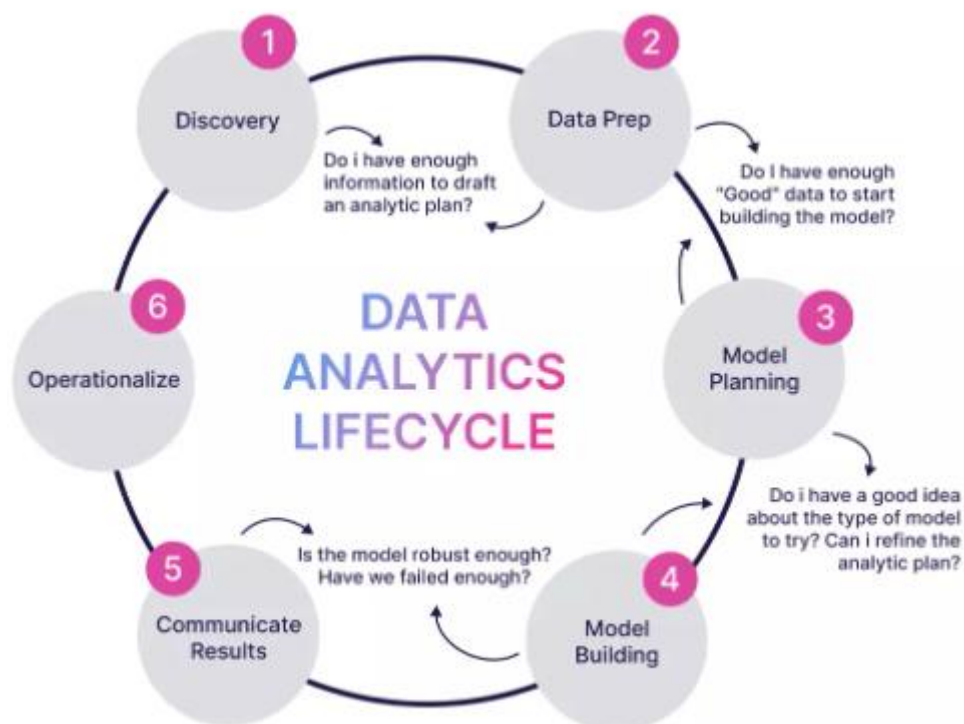 1
Discovery
2
Data Prep
Do i have enough
information to draft
an analytic plan?
Do I have enough
"Good" data to start
building the model?
3
Model
Planning
Do i have a good idea
about the type of model
to try? Can i refine the
analytic plan?
4
Model
Building
Is the model robust enough?
Have we failed enough?
5
Communicate
Results
6
Operationalize
DATA
ANALYTICS
LIFECYCLE